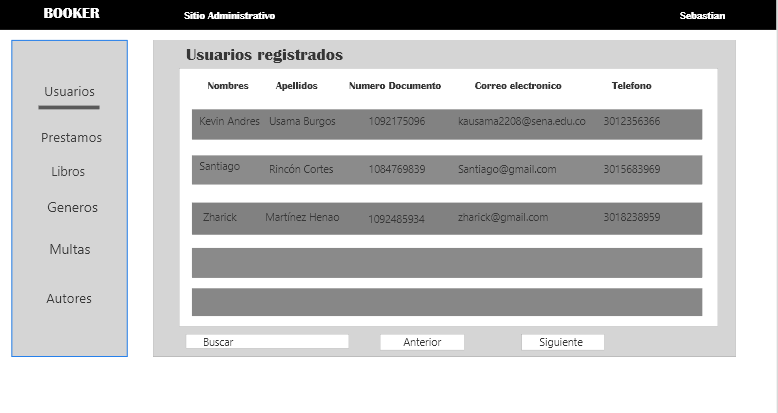 BOOKER Sitio Administrativo Sebastian
Usuarios registrados
Usuarios
Prestamos
Libros
Generos
Multas
Autores
Nombres Apellidos Numero Documento Correo electronico Telefono
Kevin Andres Usama Burgos 1092175096 kausama2208@sena.edu.co 3012356366
Santiago Rincón Cortes 1084769839 Santiago@gmail.com 3015683969
Zharick Martínez Henao 1092485934 zharick@gmail.com 3018238959
Buscar Anterior Siguiente